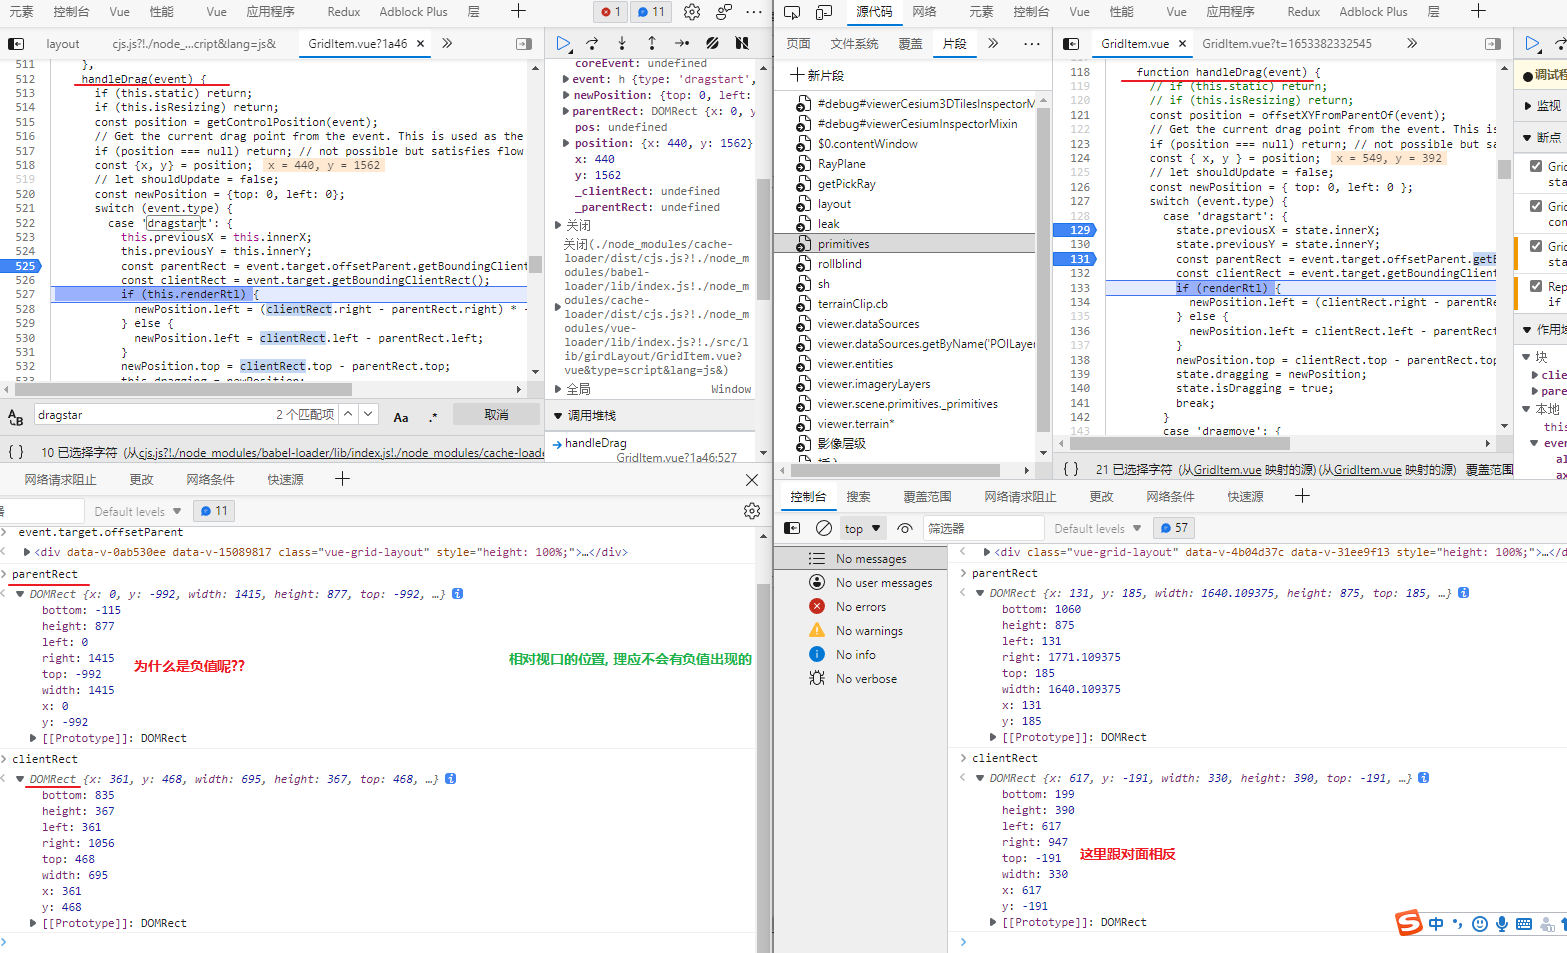 元素 控制台 Vue 性能 Vue 应用程序 Redux Adblock Plus 层 1 11
layout cjs.js?!./node_...cript&lang=js& GridItem.vue?1a46
511 },
512 handleDrag(event) {
513 if (this.static) return;
514 if (this.isResizing) return;
515 const position = getControlPosition(event);
516 // Get the current drag point from the event. This is used as the
517 if (position === null) return; // not possible but satisfies flow
518 const {x, y} = position; x = 440, y = 1562
519 // let shouldUpdate = false;
520 const newPosition = {top: 0, left: 0};
521 switch (event.type) {
522 case 'dragstart': {
523 this.previousX = this.innerX;
524 this.previousY = this.innerY;
525 const parentRect = event.target.offsetParent.getBoundingClient
526 const clientRect = event.target.getBoundingClientRect();
527 if (this.renderRtl) {
528 newPosition.left = (clientRect.right - parentRect.right) * -
529 } else {
530 newPosition.left = clientRect.left - parentRect.left;
531 }
532 newPosition.top = clientRect.top - parentRect.top;
533 this.dragging = newPosition;
dragstar 2 个匹配项 Aa .* 取消
{ } 10 已选择字符 (从cjs.js?!./node_modules/babel-loader/lib/index.js!./node_modules/cache-loade
coreEvent: undefined
event: h {type: 'dragstart',
newPosition: {top: 0, left:
parentRect: DOMRect {x: 0, y
pos: undefined
position: {x: 440, y: 1562}
x: 440
y: 1562
_clientRect: undefined
_parentRect: undefined
关闭
关闭(./node_modules/cache-
loader/dist/cjs.js?!./node_mo
dules/babel-
loader/lib/index.js!./node_m
odules/cache-
loader/dist/cjs.js?!./node_m
odules/vue-
loader/lib/index.js?!./src/l
ib/girdLayout/GridItem.vue?
vue&type=script&lang=js&)
全局 Window
调用堆栈
handleDrag
GridItem.vue?1a46:527
网络请求阻止 更改 网络条件 快速源
器 Default levels 11
event.target.offsetParent
<div data-v-0ab530ee data-v-15089817 class="vue-grid-layout" style="height: 100%;">…</div>
parentRect
DOMRect {x: 0, y: -992, width: 1415, height: 877, top: -992, …}
bottom: -115
height: 877
left: 0
right: 1415
top: -992
width: 1415
x: 0
y: -992
[[Prototype]]: DOMRect
为什么是负值呢??
相对视口的位置, 理应不会有负值出现的
clientRect
DOMRect {x: 361, y: 468, width: 695, height: 367, top: 468, …}
bottom: 835
height: 367
left: 361
right: 1056
top: 468
width: 695
x: 361
y: 468
[[Prototype]]: DOMRect
源代码 网络 元素 控制台 Vue 性能 Vue 应用程序 Redux Adblock Plus 层
页面 文件系统 覆盖 片段
新片段
#debug#viewerCesium3DTilesInspectorM
#debug#viewerCesiumInspectorMixin
$0.contentWindow
RayPlane
getPickRay
layout
leak
primitives
rollblind
sh
terrainClip.cb
viewer.dataSources
viewer.dataSources.getByName('POILayer
viewer.entities
viewer.imageryLayers
viewer.scene.primitives._primitives
viewer.terrain*
影像层级
GridItem.vue GridItem.vue?t=1653382332545
118 function handleDrag(event) {
119 // if (this.static) return;
120 // if (this.isResizing) return;
121 const position = offsetXYFromParentOf(event);
122 // Get the current drag point from the event. This is
123 if (position === null) return; // not possible but sa
124 const { x, y } = position; x = 549, y = 392
125 // let shouldUpdate = false;
126 const newPosition = { top: 0, left: 0 };
127 switch (event.type) {
128 case 'dragstart': {
129 state.previousX = state.innerX;
130 state.previousY = state.innerY;
131 const parentRect = event.target.offsetParent.getB
132 const clientRect = event.target.getBoundingClient
133 if (renderRtl) {
134 newPosition.left = (clientRect.right - parentRe
135 } else {
136 newPosition.left = clientRect.left - parentRect
137 }
138 newPosition.top = clientRect.top - parentRect.top
139 state.dragging = newPosition;
140 state.isDragging = true;
141 break;
142 }
143 case 'dragmove': {
{ } 21 已选择字符 (从GridItem.vue 映射的源)(从GridItem.vue 映射的源) 覆盖范围
调试程
监视
断点
Grid
sta
Grid
con
Grid
sta
Rep
if
作用域
块
clie
pare
本地
this
even
al
ax
控制台 搜索 覆盖范围 网络请求阻止 更改 网络条件 快速源
top 筛选器 Default levels 57
No messages
No user messages
No errors
No warnings
No info
No verbose
<div class="vue-grid-layout" data-v-4b04d37c data-v-31ee9f13 style="height: 100%;">…</d
parentRect
DOMRect {x: 131, y: 185, width: 1640.109375, height: 875, top: 185, …}
bottom: 1060
height: 875
left: 131
right: 1771.109375
top: 185
width: 1640.109375
x: 131
y: 185
[[Prototype]]: DOMRect
clientRect
DOMRect {x: 617, y: -191, width: 330, height: 390, top: -191, …}
bottom: 199
height: 390
left: 617
right: 947
top: -191
width: 330
x: 617
y: -191
[[Prototype]]: DOMRect
这里跟对面相反
中